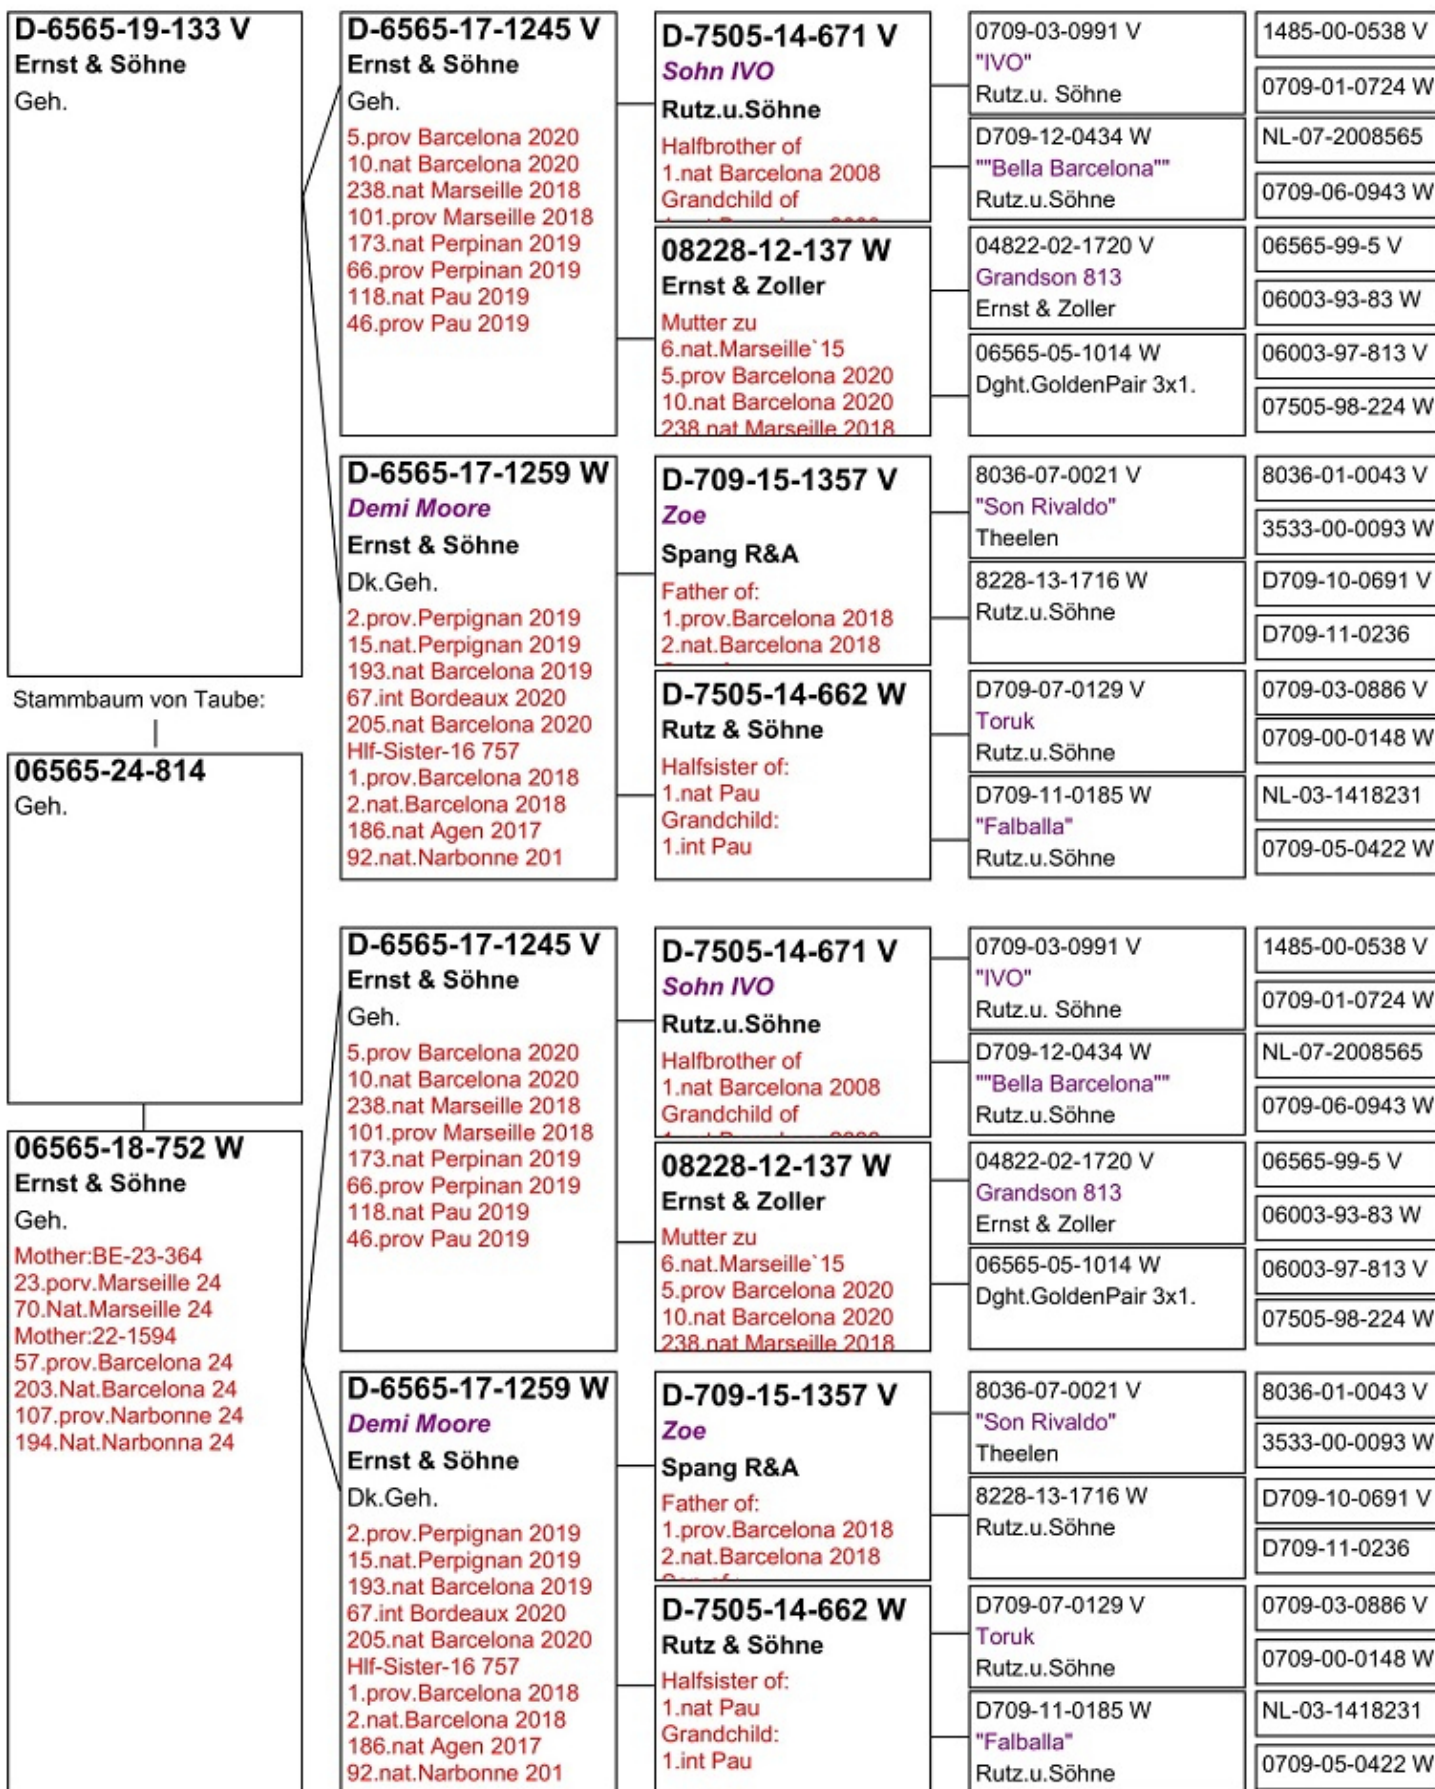 D-6565-19-133 V
Ernst & Söhne
Geh.
Stammbaum von Taube:
06565-24-814
Geh.
06565-18-752 W
Ernst & Söhne
Geh.
Mother:BE-23-364
23.porv.Marseille 24
70.Nat.Marseille 24
Mother:22-1594
57.prov.Barcelona 24
203.Nat.Barcelona 24
107.prov.Narbonne 24
194.Nat.Narbonna 24
D-6565-17-1245 V
Ernst & Söhne
Geh.
5.prov Barcelona 2020
10.nat Barcelona 2020
238.nat Marseille 2018
101.prov Marseille 2018
173.nat Perpinan 2019
66.prov Perpinan 2019
118.nat Pau 2019
46.prov Pau 2019
D-6565-17-1259 W
Demi Moore
Ernst & Söhne
Dk.Geh.
2.prov.Perpignan 2019
15.nat.Perpignan 2019
193.nat Barcelona 2019
67.int Bordeaux 2020
205.nat Barcelona 2020
Hlf-Sister-16 757
1.prov.Barcelona 2018
2.nat.Barcelona 2018
186.nat Agen 2017
92.nat.Narbonne 201
D-6565-17-1245 V
Ernst & Söhne
Geh.
5.prov Barcelona 2020
10.nat Barcelona 2020
238.nat Marseille 2018
101.prov Marseille 2018
173.nat Perpinan 2019
66.prov Perpinan 2019
118.nat Pau 2019
46.prov Pau 2019
D-6565-17-1259 W
Demi Moore
Ernst & Söhne
Dk.Geh.
2.prov.Perpignan 2019
15.nat.Perpignan 2019
193.nat Barcelona 2019
67.int Bordeaux 2020
205.nat Barcelona 2020
Hlf-Sister-16 757
1.prov.Barcelona 2018
2.nat.Barcelona 2018
186.nat Agen 2017
92.nat.Narbonne 201
D-7505-14-671 V
Sohn IVO
Rutz.u.Söhne
Halfbrother of
1.nat Barcelona 2008
Grandchild of
08228-12-137 W
Ernst & Zoller
Mutter zu
6.nat.Marseille`15
5.prov Barcelona 2020
10.nat Barcelona 2020
238.nat Marseille 2018
D-709-15-1357 V
Zoe
Spang R&A
Father of:
1.prov.Barcelona 2018
2.nat.Barcelona 2018
D-7505-14-662 W
Rutz & Söhne
Halfsister of:
1.nat Pau
Grandchild:
1.int Pau
D-7505-14-671 V
Sohn IVO
Rutz.u.Söhne
Halfbrother of
1.nat Barcelona 2008
Grandchild of
08228-12-137 W
Ernst & Zoller
Mutter zu
6.nat.Marseille`15
5.prov Barcelona 2020
10.nat Barcelona 2020
238.nat Marseille 2018
D-709-15-1357 V
Zoe
Spang R&A
Father of:
1.prov.Barcelona 2018
2.nat.Barcelona 2018
D-7505-14-662 W
Rutz & Söhne
Halfsister of:
1.nat Pau
Grandchild:
1.int Pau
0709-03-0991 V
"IVO"
Rutz.u. Söhne
D709-12-0434 W
""Bella Barcelona""
Rutz.u.Söhne
04822-02-1720 V
Grandson 813
Ernst & Zoller
06565-05-1014 W
Dght.GoldenPair 3x1.
8036-07-0021 V
"Son Rivaldo"
Theelen
8228-13-1716 W
Rutz.u.Söhne
D709-07-0129 V
Toruk
Rutz.u.Söhne
D709-11-0185 W
"Falballa"
Rutz.u.Söhne
0709-03-0991 V
"IVO"
Rutz.u. Söhne
D709-12-0434 W
""Bella Barcelona""
Rutz.u.Söhne
04822-02-1720 V
Grandson 813
Ernst & Zoller
06565-05-1014 W
Dght.GoldenPair 3x1.
8036-07-0021 V
"Son Rivaldo"
Theelen
8228-13-1716 W
Rutz.u.Söhne
D709-07-0129 V
Toruk
Rutz.u.Söhne
D709-11-0185 W
"Falballa"
Rutz.u.Söhne
1485-00-0538 V
0709-01-0724 W
NL-07-2008565
0709-06-0943 W
06565-99-5 V
06003-93-83 W
06003-97-813 V
07505-98-224 W
8036-01-0043 V
3533-00-0093 W
D709-10-0691 V
D709-11-0236
0709-03-0886 V
0709-00-0148 W
NL-03-1418231
0709-05-0422 W
1485-00-0538 V
0709-01-0724 W
NL-07-2008565
0709-06-0943 W
06565-99-5 V
06003-93-83 W
06003-97-813 V
07505-98-224 W
8036-01-0043 V
3533-00-0093 W
D709-10-0691 V
D709-11-0236
0709-03-0886 V
0709-00-0148 W
NL-03-1418231
0709-05-0422 W